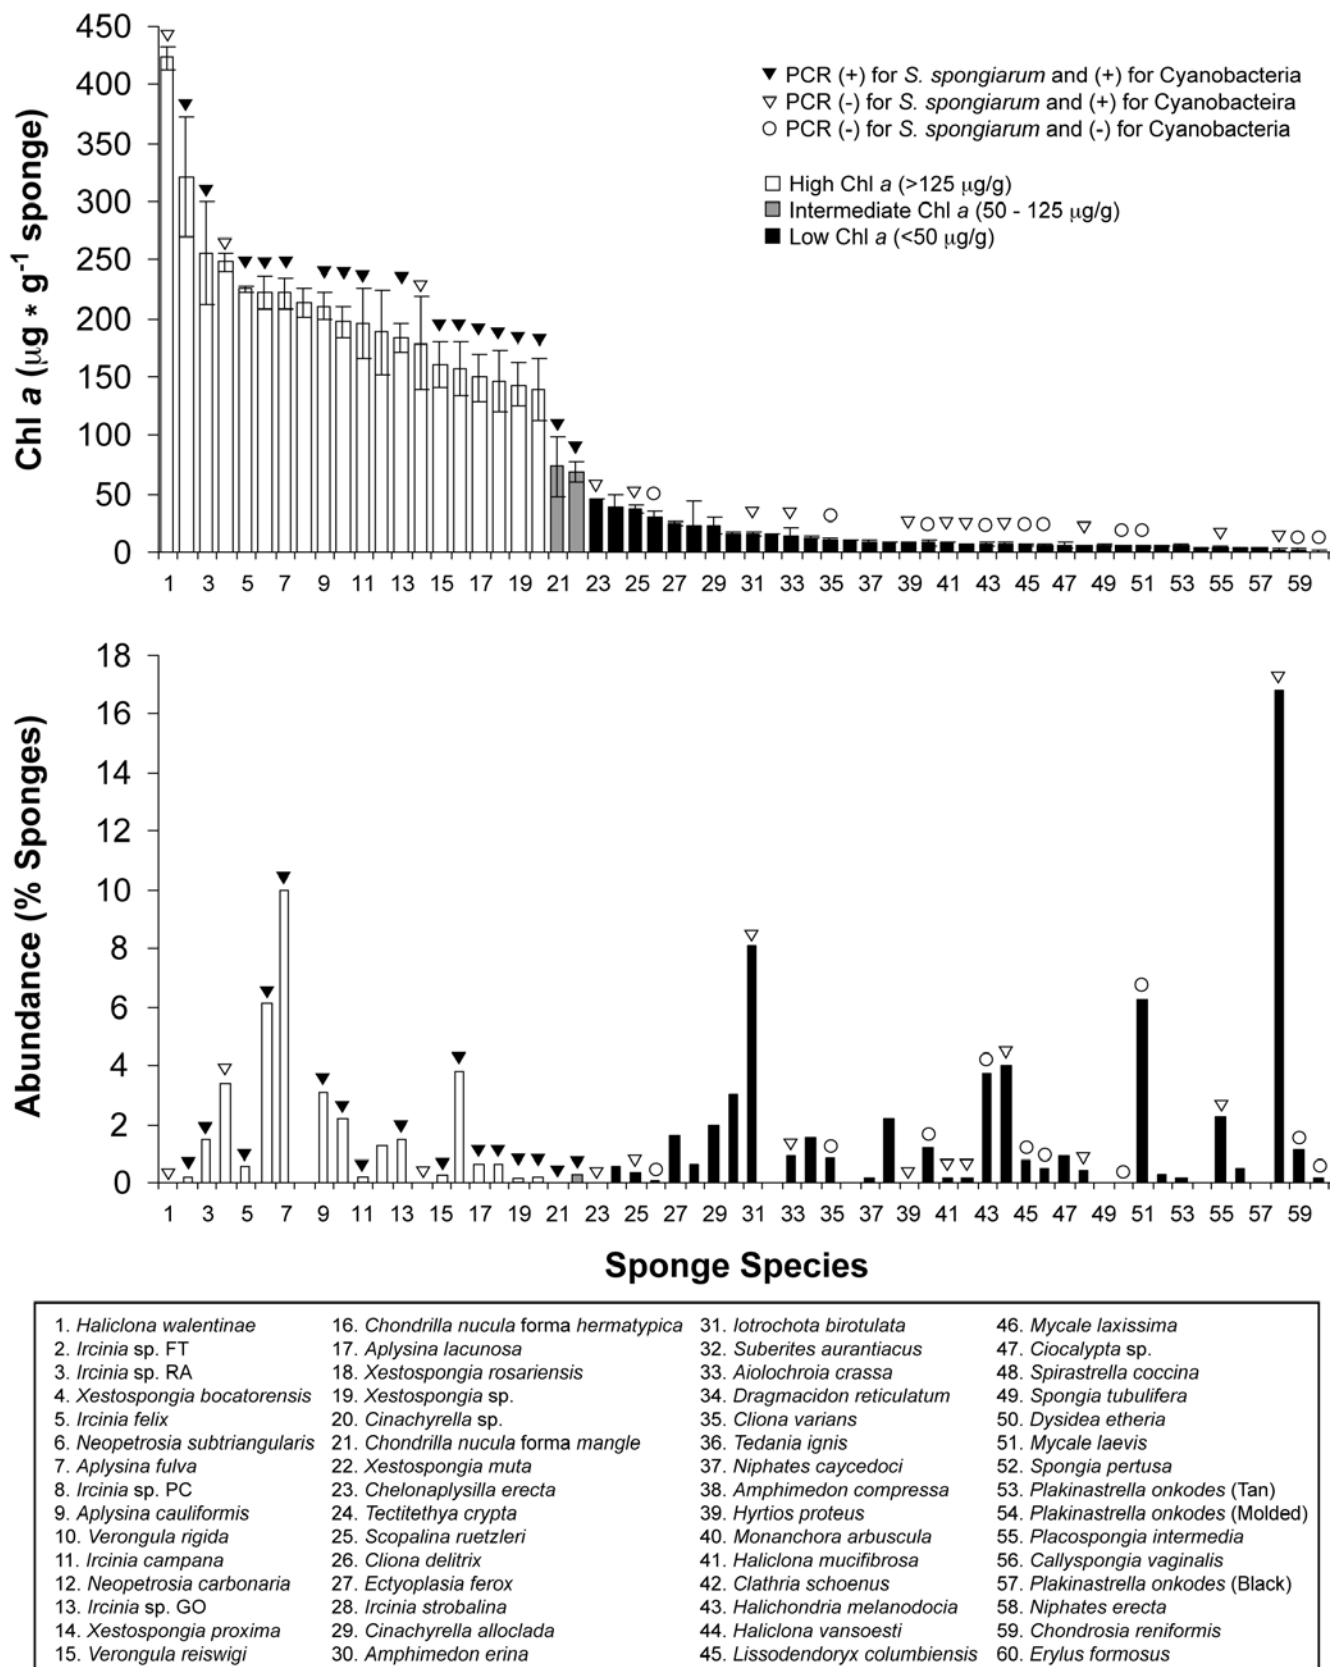 Chl a (µg * g-1 sponge)
450
400
350
300
250
200
150
100
50
0
▼ PCR (+) for S. spongiarum and (+) for Cyanobacteria
▽ PCR (-) for S. spongiarum and (+) for Cyanobacteira
○ PCR (-) for S. spongiarum and (-) for Cyanobacteria
High Chl a (>125 µg/g)
Intermediate Chl a (50 - 125 µg/g)
Low Chl a (<50 µg/g)
1 3 5 7 9 11 13 15 17 19 21 23 25 27 29 31 33 35 37 39 41 43 45 47 49 51 53 55 57 59
Abundance (% Sponges)
18
16
14
12
10
8
6
4
2
0
1 3 5 7 9 11 13 15 17 19 21 23 25 27 29 31 33 35 37 39 41 43 45 47 49 51 53 55 57 59
Sponge Species
1. Haliclona walentinae
2. Ircinia sp. FT
3. Ircinia sp. RA
4. Xestospongia bocatorensis
5. Ircinia felix
6. Neopetrosia subtriangularis
7. Aplysina fulva
8. Ircinia sp. PC
9. Aplysina cauliformis
10. Verongula rigida
11. Ircinia campana
12. Neopetrosia carbonaria
13. Ircinia sp. GO
14. Xestospongia proxima
15. Verongula reiswigi
16. Chondrilla nucula forma hermatypica
17. Aplysina lacunosa
18. Xestospongia rosariensis
19. Xestospongia sp.
20. Cinachyrella sp.
21. Chondrilla nucula forma mangle
22. Xestospongia muta
23. Chelonaplysilla erecta
24. Tectitethya crypta
25. Scopalina ruetzleri
26. Cliona delitrix
27. Ectyoplasia ferox
28. Ircinia strobalina
29. Cinachyrella alloclada
30. Amphimedon erina
31. Iotrochota birotulata
32. Suberites aurantiacus
33. Aiolochroia crassa
34. Dragmacidon reticulatum
35. Cliona varians
36. Tedania ignis
37. Niphates caycedoci
38. Amphimedon compressa
39. Hyrtios proteus
40. Monanchora arbuscula
41. Haliclona mucifibrosa
42. Clathria schoenus
43. Halichondria melanodocia
44. Haliclona vansoesti
45. Lissodendoryx columbiensis
46. Mycale laxissima
47. Ciocalypta sp.
48. Spirastrella coccina
49. Spongia tubulifera
50. Dysidea etheria
51. Mycale laevis
52. Spongia pertusa
53. Plakinastrella onkodes (Tan)
54. Plakinastrella onkodes (Molded)
55. Placospongia intermedia
56. Callyspongia vaginalis
57. Plakinastrella onkodes (Black)
58. Niphates erecta
59. Chondrosia reniformis
60. Erylus formosus